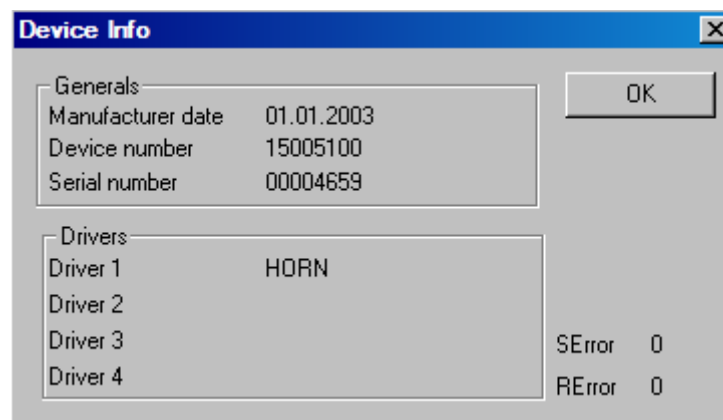 Device Info
Generals
OK
Manufacturer date 01.01.2003
Device number 15005100
Serial number 00004659
Drivers
Driver 1 HORN
Driver 2
Driver 3
Driver 4
SError 0
RError 0